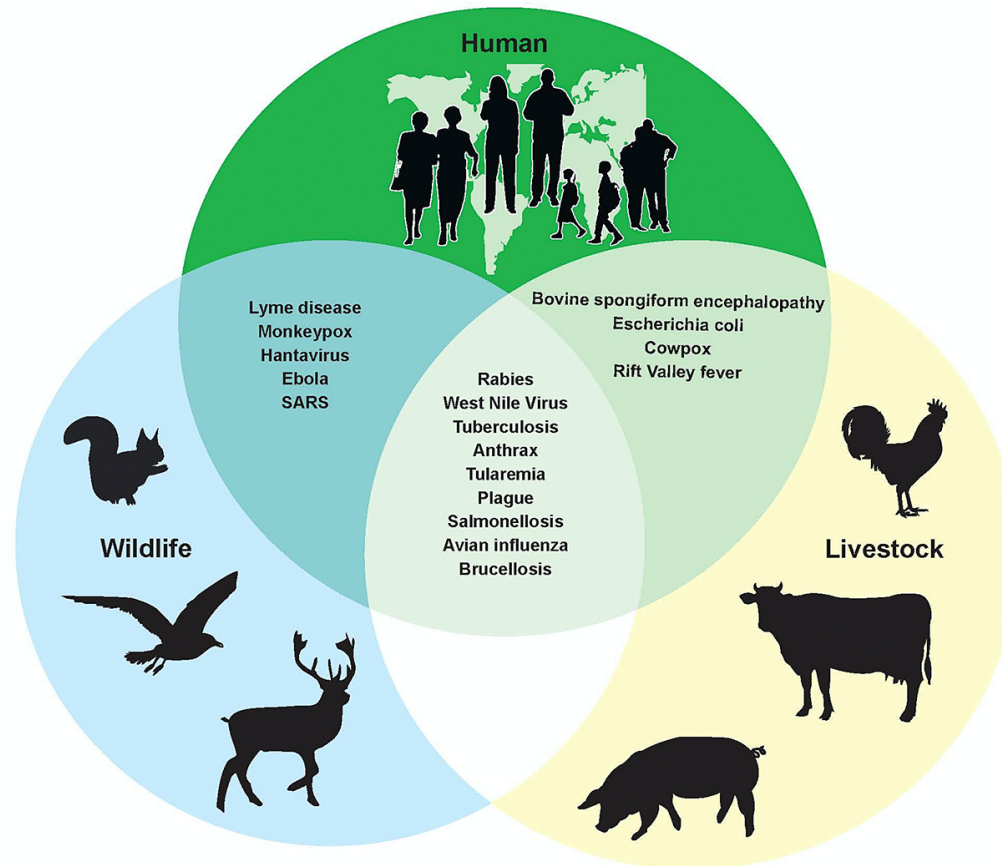 Human
Lyme disease
Monkeypox
Hantavirus
Ebola
SARS
Bovine spongiform encephalopathy
Escherichia coli
Cowpox
Rift Valley fever
Rabies
West Nile Virus
Tuberculosis
Anthrax
Tularemia
Plague
Salmonellosis
Avian influenza
Brucellosis
Wildlife
Livestock